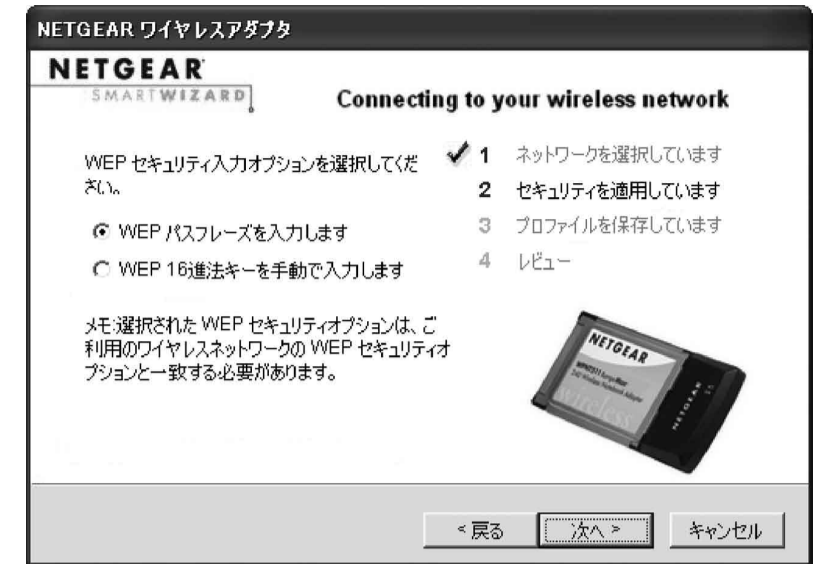 NETGEAR ワイヤレスアダプタ
NETGEAR
SMARTWIZARD
Connecting to your wireless network
WEP セキュリティ入力オプションを選択してくだ
さい。
WEP パスフレーズを入力します
WEP 16進法キーを手動で入力します
メモ:選択された WEP セキュリティオプションは、ご
利用のワイヤレスネットワークの WEP セキュリティオ
プションと一致する必要があります。
1 ネットワークを選択しています
2 セキュリティを適用しています
3 プロファイルを保存しています
4 レビュー
NETGEAR
wireless
NETGEAR
< 戻る
次へ >
キャンセル